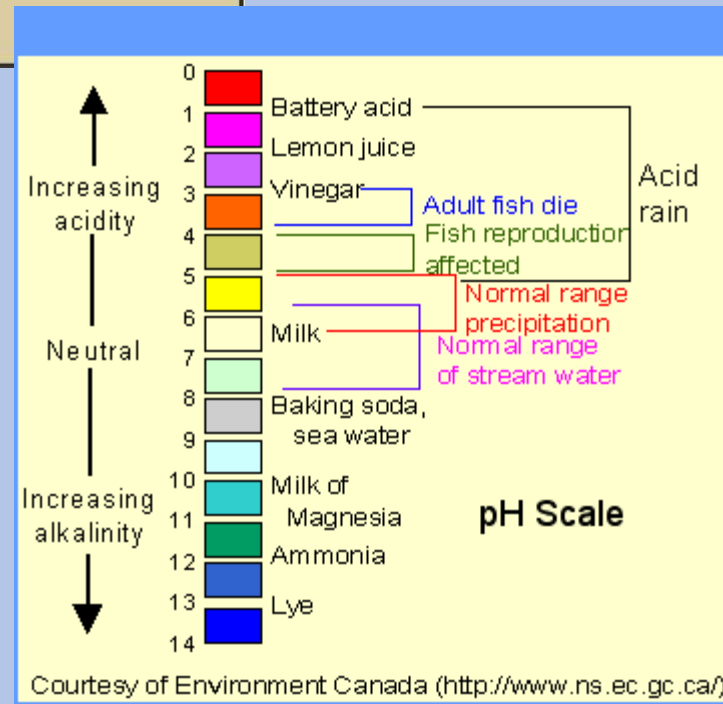 0
1
Battery acid
2
Lemon juice
Increasing
acidity
3
Vinegar
Adult fish die
Acid
rain
4
Fish reproduction
affected
5
Normal range
precipitation
6
Milk
Neutral
7
Normal range
of stream water
8
Baking soda,
sea water
9
10
Milk of
Magnesia
Increasing
alkalinity
pH Scale
11
Ammonia
12
13
Lye
14
Courtesy of Environment Canada (http://www.ns.ec.gc.ca/)